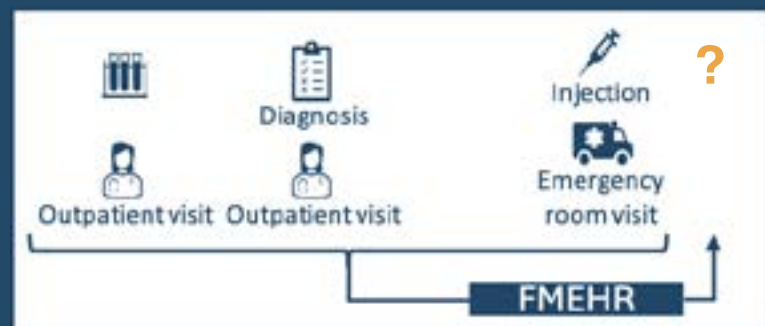 ?
Injection
Diagnosis
Emergency
room visit
Outpatient visit Outpatient visit
FMEHR